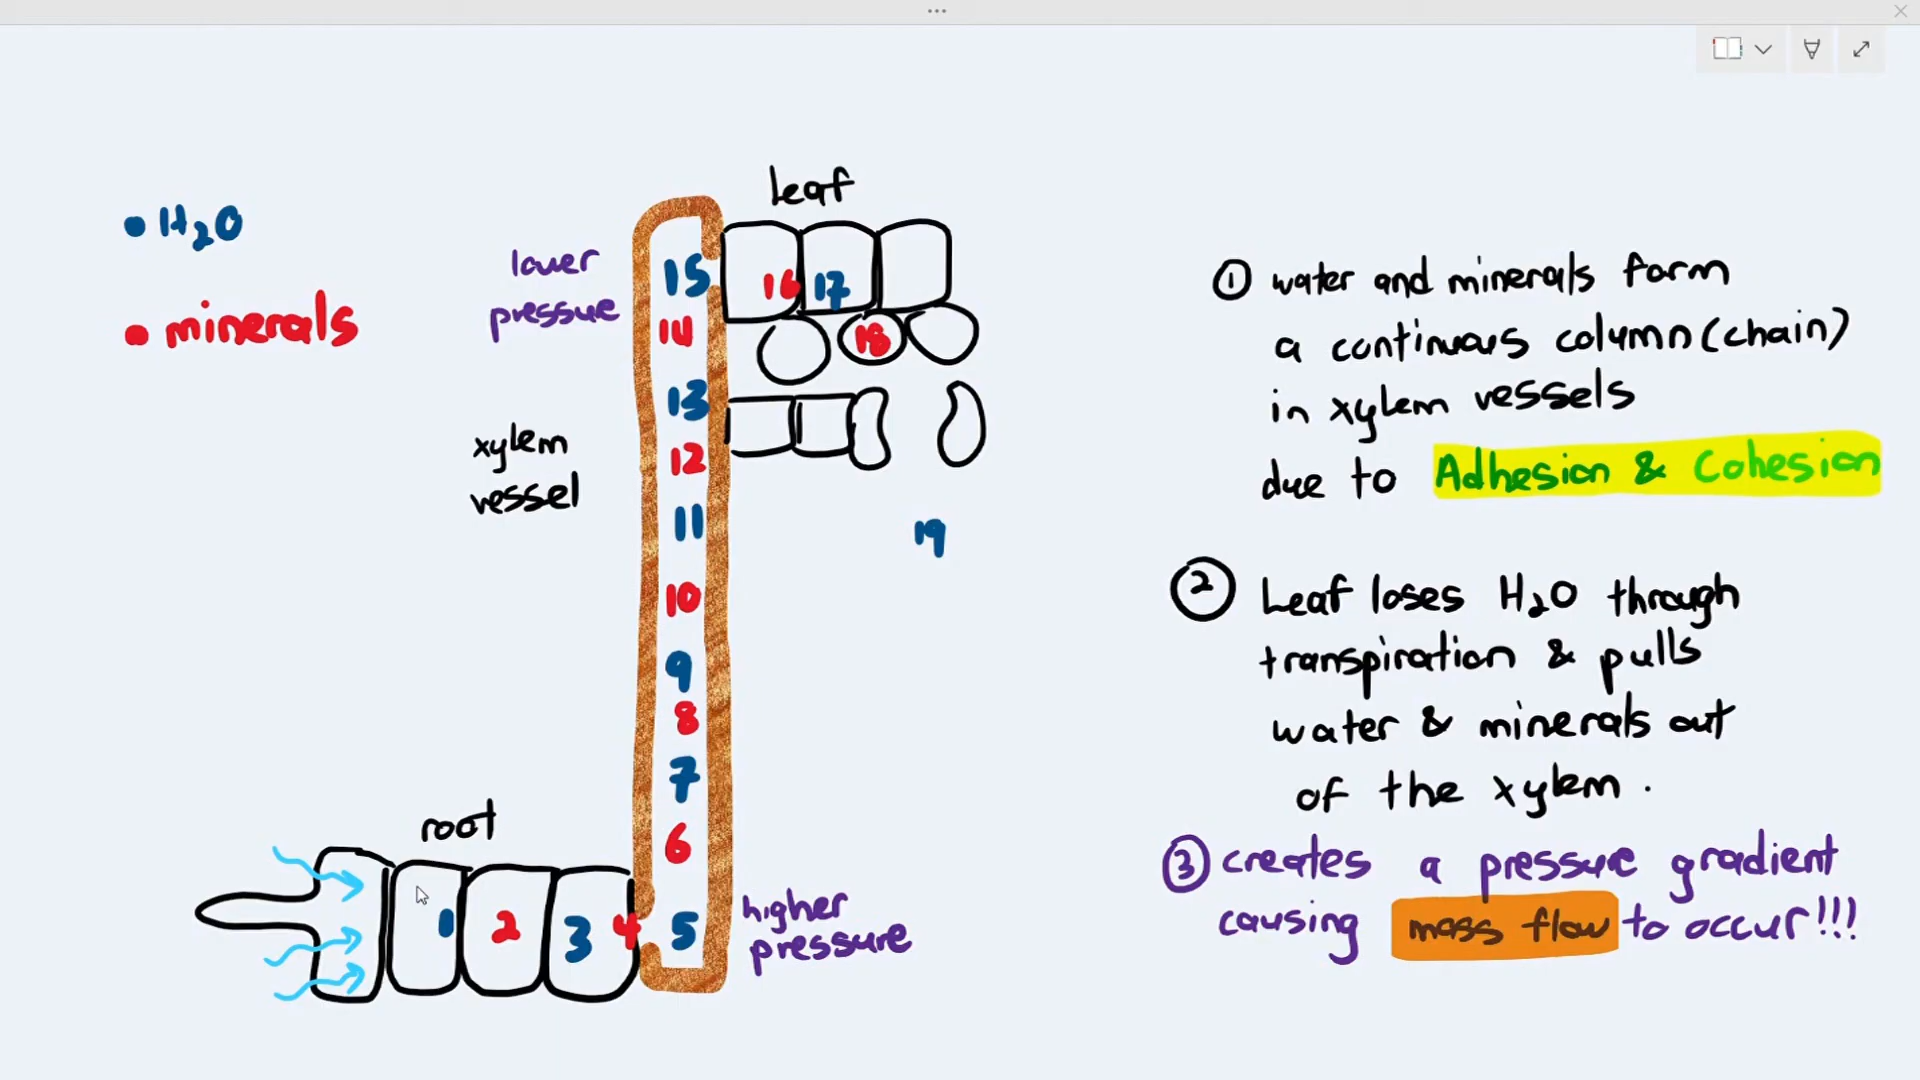 leaf
• H₂O
lower
pressure
• minerals
xylem
vessel
15
16
17
14
18
13
12
11
19
10
9
8
7
6
root
1
2
3
4
5
higher
pressure
① water and minerals form
a continuous column (chain)
in xylem vessels
due to Adhesion & Cohesion
② Leaf loses H₂O through
transpiration & pulls
water & minerals out
of the xylem.
③ creates a pressure gradient
causing mass flow to occur!!!